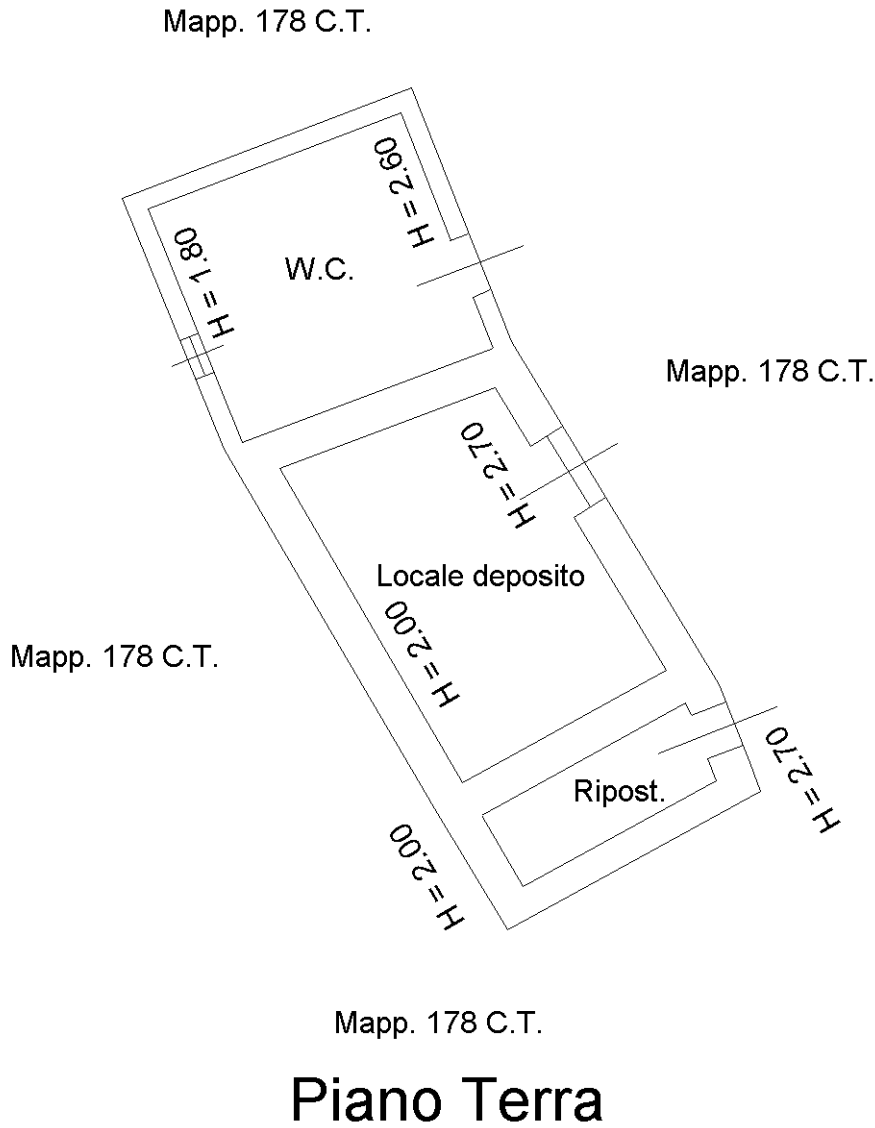 Mapp. 178 C.T.
H = 2.60
H = 1.80
W.C.
Mapp. 178 C.T.
H = 2.70
Locale deposito
H = 2.00
Mapp. 178 C.T.
H = 2.70
Ripost.
H = 2.00
Mapp. 178 C.T.
Piano Terra